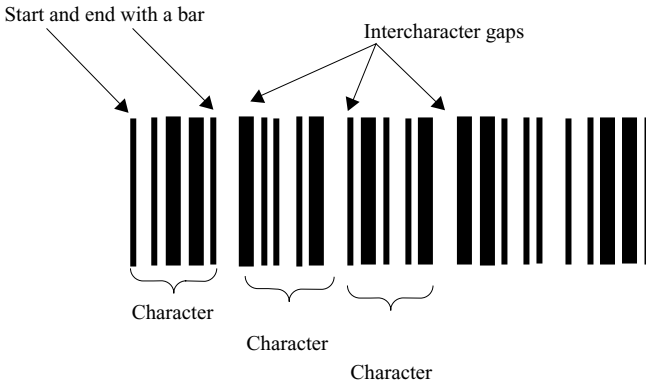 Start and end with a bar
Intercharacter gaps
Character
Character
Character